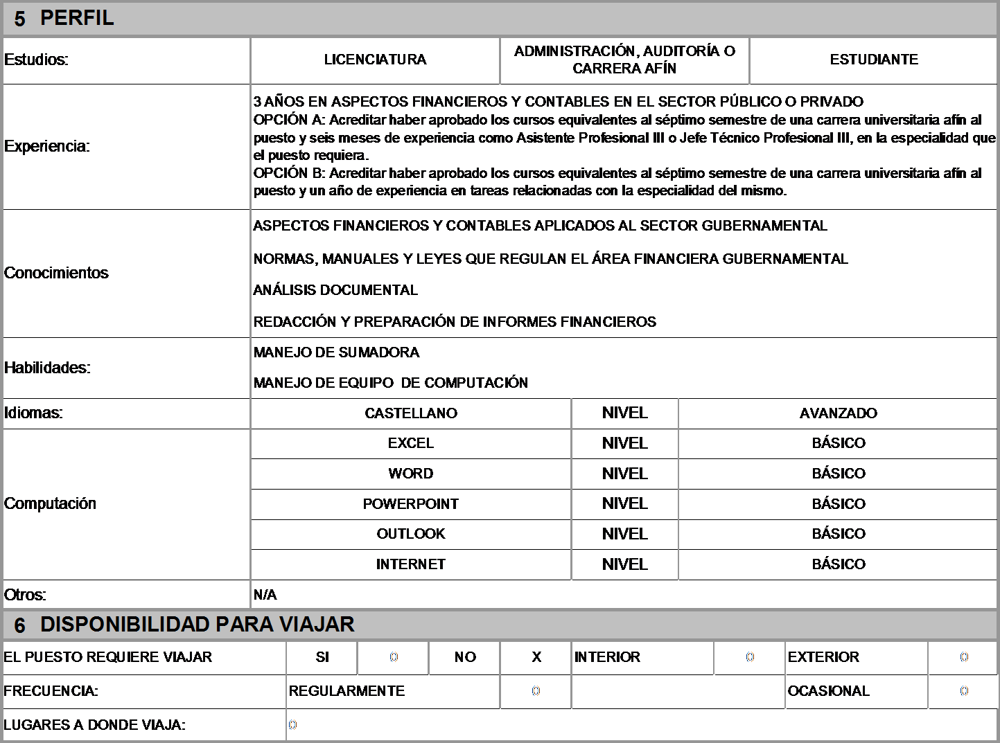 5 PERFIL
Estudios: LICENCIATURA ADMINISTRACIÓN, AUDITORÍA O CARRERA AFÍN ESTUDIANTE
Experiencia:
3 AÑOS EN ASPECTOS FINANCIEROS Y CONTABLES EN EL SECTOR PÚBLICO O PRIVADO
OPCIÓN A: Acreditar haber aprobado los cursos equivalentes al séptimo semestre de una carrera universitaria afín al
puesto y seis meses de experiencia como Asistente Profesional III o Jefe Técnico Profesional III, en la especialidad que
el puesto requiera.
OPCIÓN B: Acreditar haber aprobado los cursos equivalentes al séptimo semestre de una carrera universitaria afín al
puesto y un año de experiencia en tareas relacionadas con la especialidad del mismo.
Conocimientos
ASPECTOS FINANCIEROS Y CONTABLES APLICADOS AL SECTOR GUBERNAMENTAL
NORMAS, MANUALES Y LEYES QUE REGULAN EL ÁREA FINANCIERA GUBERNAMENTAL
ANÁLISIS DOCUMENTAL
REDACCIÓN Y PREPARACIÓN DE INFORMES FINANCIEROS
Habilidades:
MANEJO DE SUMADORA
MANEJO DE EQUIPO DE COMPUTACIÓN
Idiomas: CASTELLANO NIVEL AVANZADO
Computación
EXCEL NIVEL BÁSICO
WORD NIVEL BÁSICO
POWERPOINT NIVEL BÁSICO
OUTLOOK NIVEL BÁSICO
INTERNET NIVEL BÁSICO
Otros: N/A
6 DISPONIBILIDAD PARA VIAJAR
EL PUESTO REQUIERE VIAJAR SI 0 NO X INTERIOR 0 EXTERIOR 0
FRECUENCIA: REGULARMENTE 0 OCASIONAL 0
LUGARES A DONDE VIAJA: 0